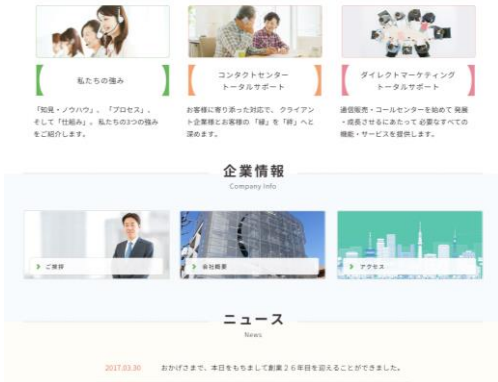 私たちの強み
コンタクトセンター
トータルサポート
ダイレクトマーケティング
トータルサポート
「知見・ノウハウ」、「プロセス」、
そして「仕組み」。私たちの3つの強み
をご紹介します。
お客様に寄り添った対応で、クライアン
ト企業様とお客様の「縁」を「絆」へと
深めます。
通信販売・コールセンターを始めて 発展
・成長させるにあたって 必要なすべての
機能・サービスを提供します。
企業情報
Company Info
ご挨拶
会社概要
アクセス
ニュース
News
2017.03.30 おかげさまで、本日をもちまして創業26年目を迎えることができました。